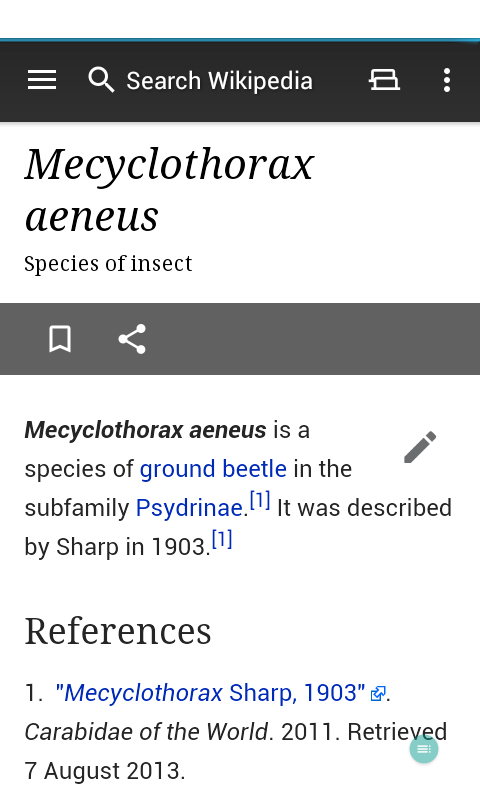 Search Wikipedia
Mecyclothorax
aeneus
Species of insect
Mecyclothorax aeneus is a
species of ground beetle in the
subfamily Psydrinae.[1] It was described
by Sharp in 1903.[1]
References
1. "Mecyclothorax Sharp, 1903".
Carabidae of the World. 2011. Retrieved
7 August 2013.